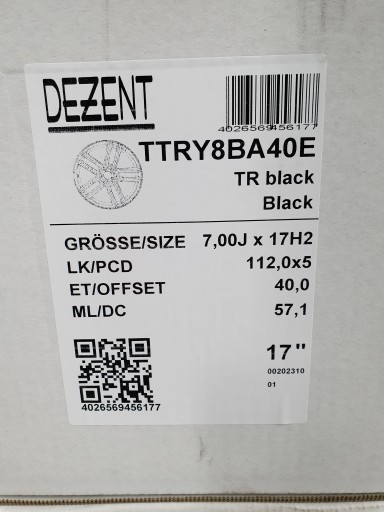 DEZENT
4026569456177
TTRY8BA40E
TR black
Black
GRÖSSE/SIZE 7,00J x 17H2
LK/PCD 112,0x5
ET/OFFSET 40,0
ML/DC 57,1
17"
00202310
01
4026569456177